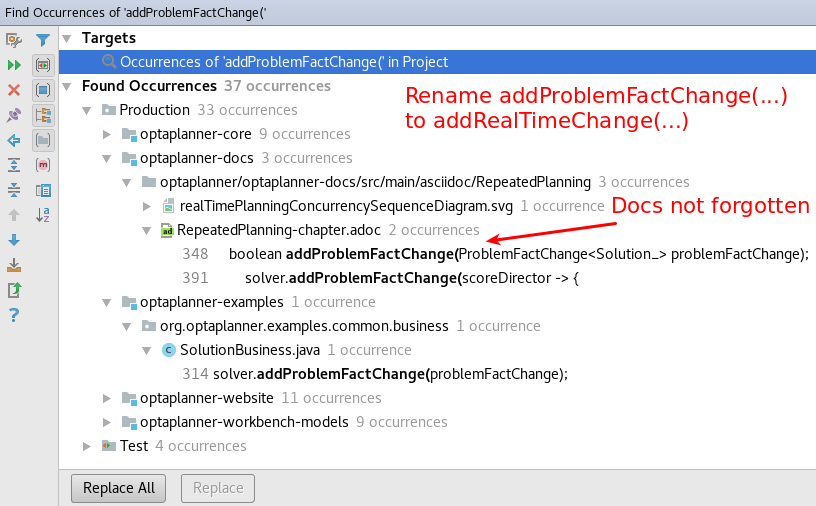 Find Occurrences of 'addProblemFactChange('
Targets
Occurrences of 'addProblemFactChange(' in Project
Found Occurrences 37 occurrences
Rename addProblemFactChange(...)
to addRealTimeChange(...)
Production 33 occurrences
optaplanner-core 9 occurrences
optaplanner-docs 3 occurrences
optaplanner/optaplanner-docs/src/main/asciidoc/RepeatedPlanning 3 occurrences
realTimePlanningConcurrencySequenceDiagram.svg 1 occurrence
Docs not forgotten
ad RepeatedPlanning-chapter.adoc 2 occurrences
348 boolean addProblemFactChange(ProblemFactChange<Solution_> problemFactChange);
391 solver.addProblemFactChange(scoreDirector -> {
optaplanner-examples 1 occurrence
org.optaplanner.examples.common.business 1 occurrence
C SolutionBusiness.java 1 occurrence
314 solver.addProblemFactChange(problemFactChange);
optaplanner-website 11 occurrences
optaplanner-workbench-models 9 occurrences
Test 4 occurrences
Replace All Replace